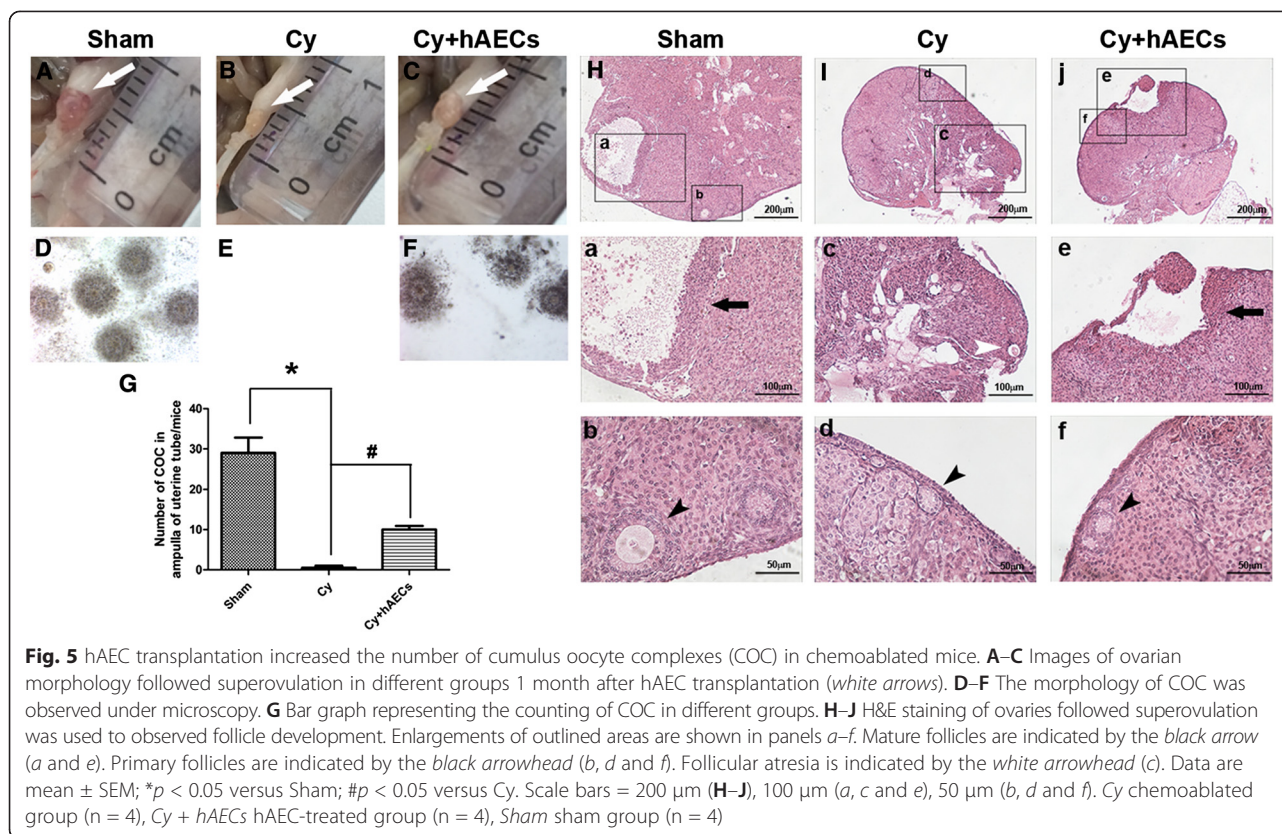 Sham Cy Cy+hAECs Sham Cy Cy+hAECs
A B C H I j
0 cm 1
0 cm 1
0 cm 1
a b
200µm
d c
200µm
e f
200µm
D E F
a c e
100µm 100µm 100µm
G
* #
Number of COC in
ampulla of uterine tube/mice
40
30
20
10
0
Sham Cy Cy+hAECs
b d f
50µm 50µm 50µm
Fig. 5 hAEC transplantation increased the number of cumulus oocyte complexes (COC) in chemoablated mice. A–C Images of ovarian
morphology followed superovulation in different groups 1 month after hAEC transplantation (white arrows). D–F The morphology of COC was
observed under microscopy. G Bar graph representing the counting of COC in different groups. H–J H&E staining of ovaries followed superovulation
was used to observed follicle development. Enlargements of outlined areas are shown in panels a–f. Mature follicles are indicated by the black arrow
(a and e). Primary follicles are indicated by the black arrowhead (b, d and f). Follicular atresia is indicated by the white arrowhead (c). Data are
mean ± SEM; *p < 0.05 versus Sham; #p < 0.05 versus Cy. Scale bars = 200 μm (H–J), 100 μm (a, c and e), 50 μm (b, d and f). Cy chemoablated
group (n = 4), Cy + hAECs hAEC-treated group (n = 4), Sham sham group (n = 4)